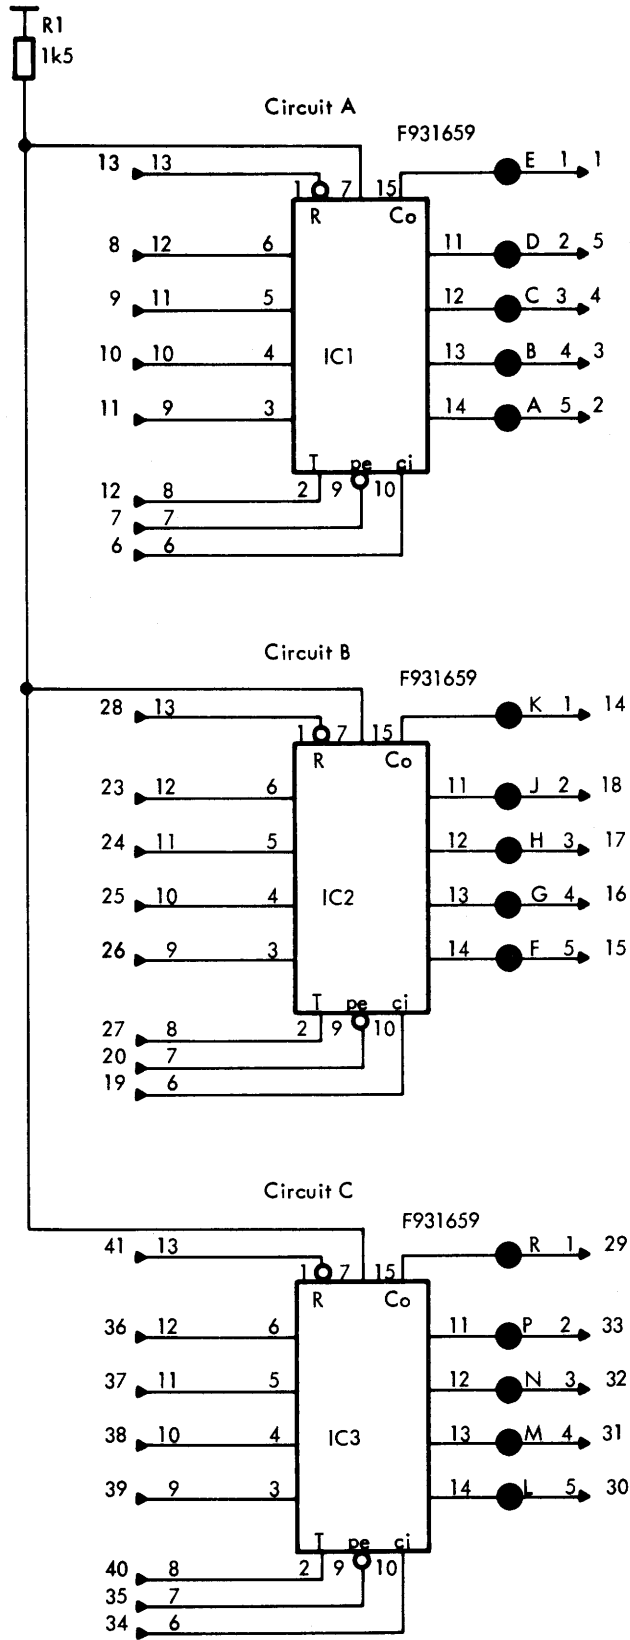 R1
1k5
Circuit A
F931659
13 13 1 7 15 E 1 1
R Co
8 12 6 11 D 2 5
9 11 5 12 C 3 4
10 10 4 IC1 13 B 4 3
11 9 3 14 A 5 2
T pe ci
12 8 2 9 10
7 7
6 6
Circuit B
F931659
28 13 1 7 15 K 1 14
R Co
23 12 6 11 J 2 18
24 11 5 12 H 3 17
25 10 4 IC2 13 G 4 16
26 9 3 14 F 5 15
T pe ci
27 8 2 9 10
20 7
19 6
Circuit C
F931659
41 13 1 7 15 R 1 29
R Co
36 12 6 11 P 2 33
37 11 5 12 N 3 32
38 10 4 IC3 13 M 4 31
39 9 3 14 L 5 30
T pe ci
40 8 2 9 10
35 7
34 6